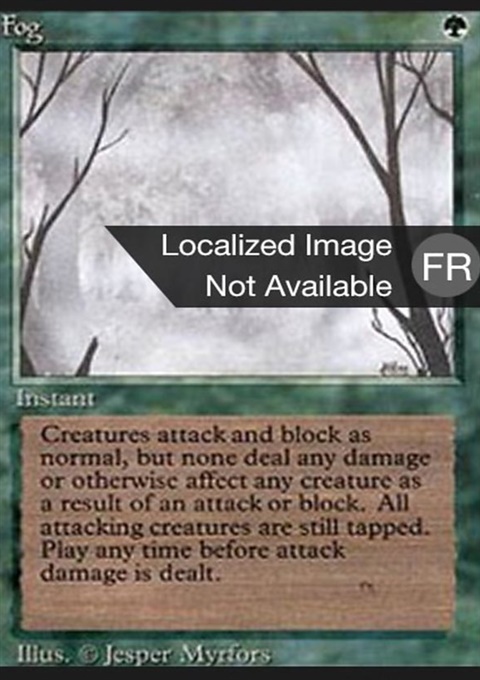 Fog
Localized Image
Not Available
FR
Instant
Creatures attack and block as
normal, but none deal any damage
or otherwise affect any creature as
a result of an attack or block. All
attacking creatures are still tapped.
Play any time before attack
damage is dealt.
Illus. © Jesper Myrfors